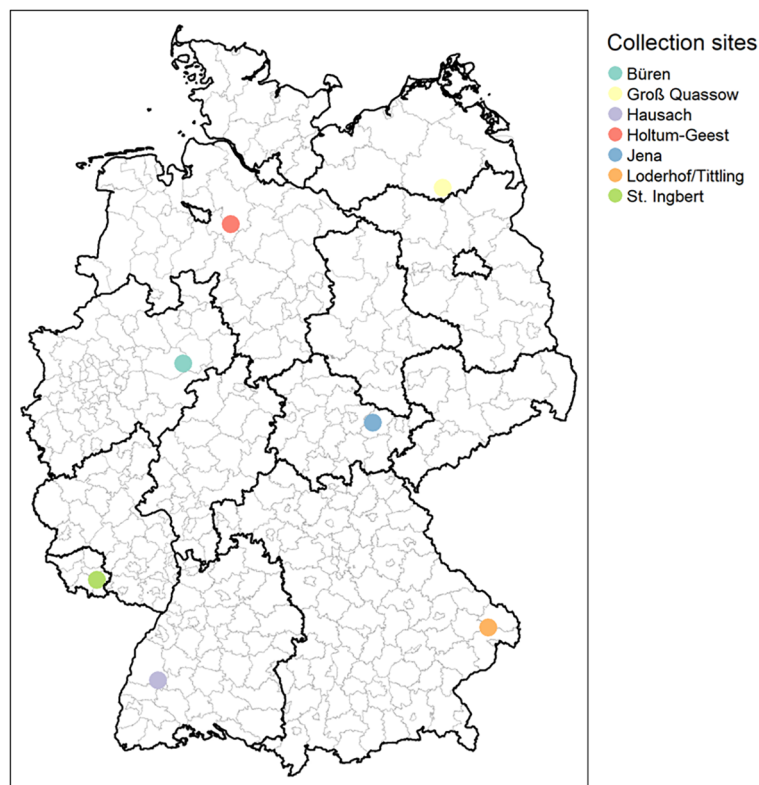 Collection sites
Büren
Groß Quassow
Hausach
Holtum-Geest
Jena
Loderhof/Tittling
St. Ingbert